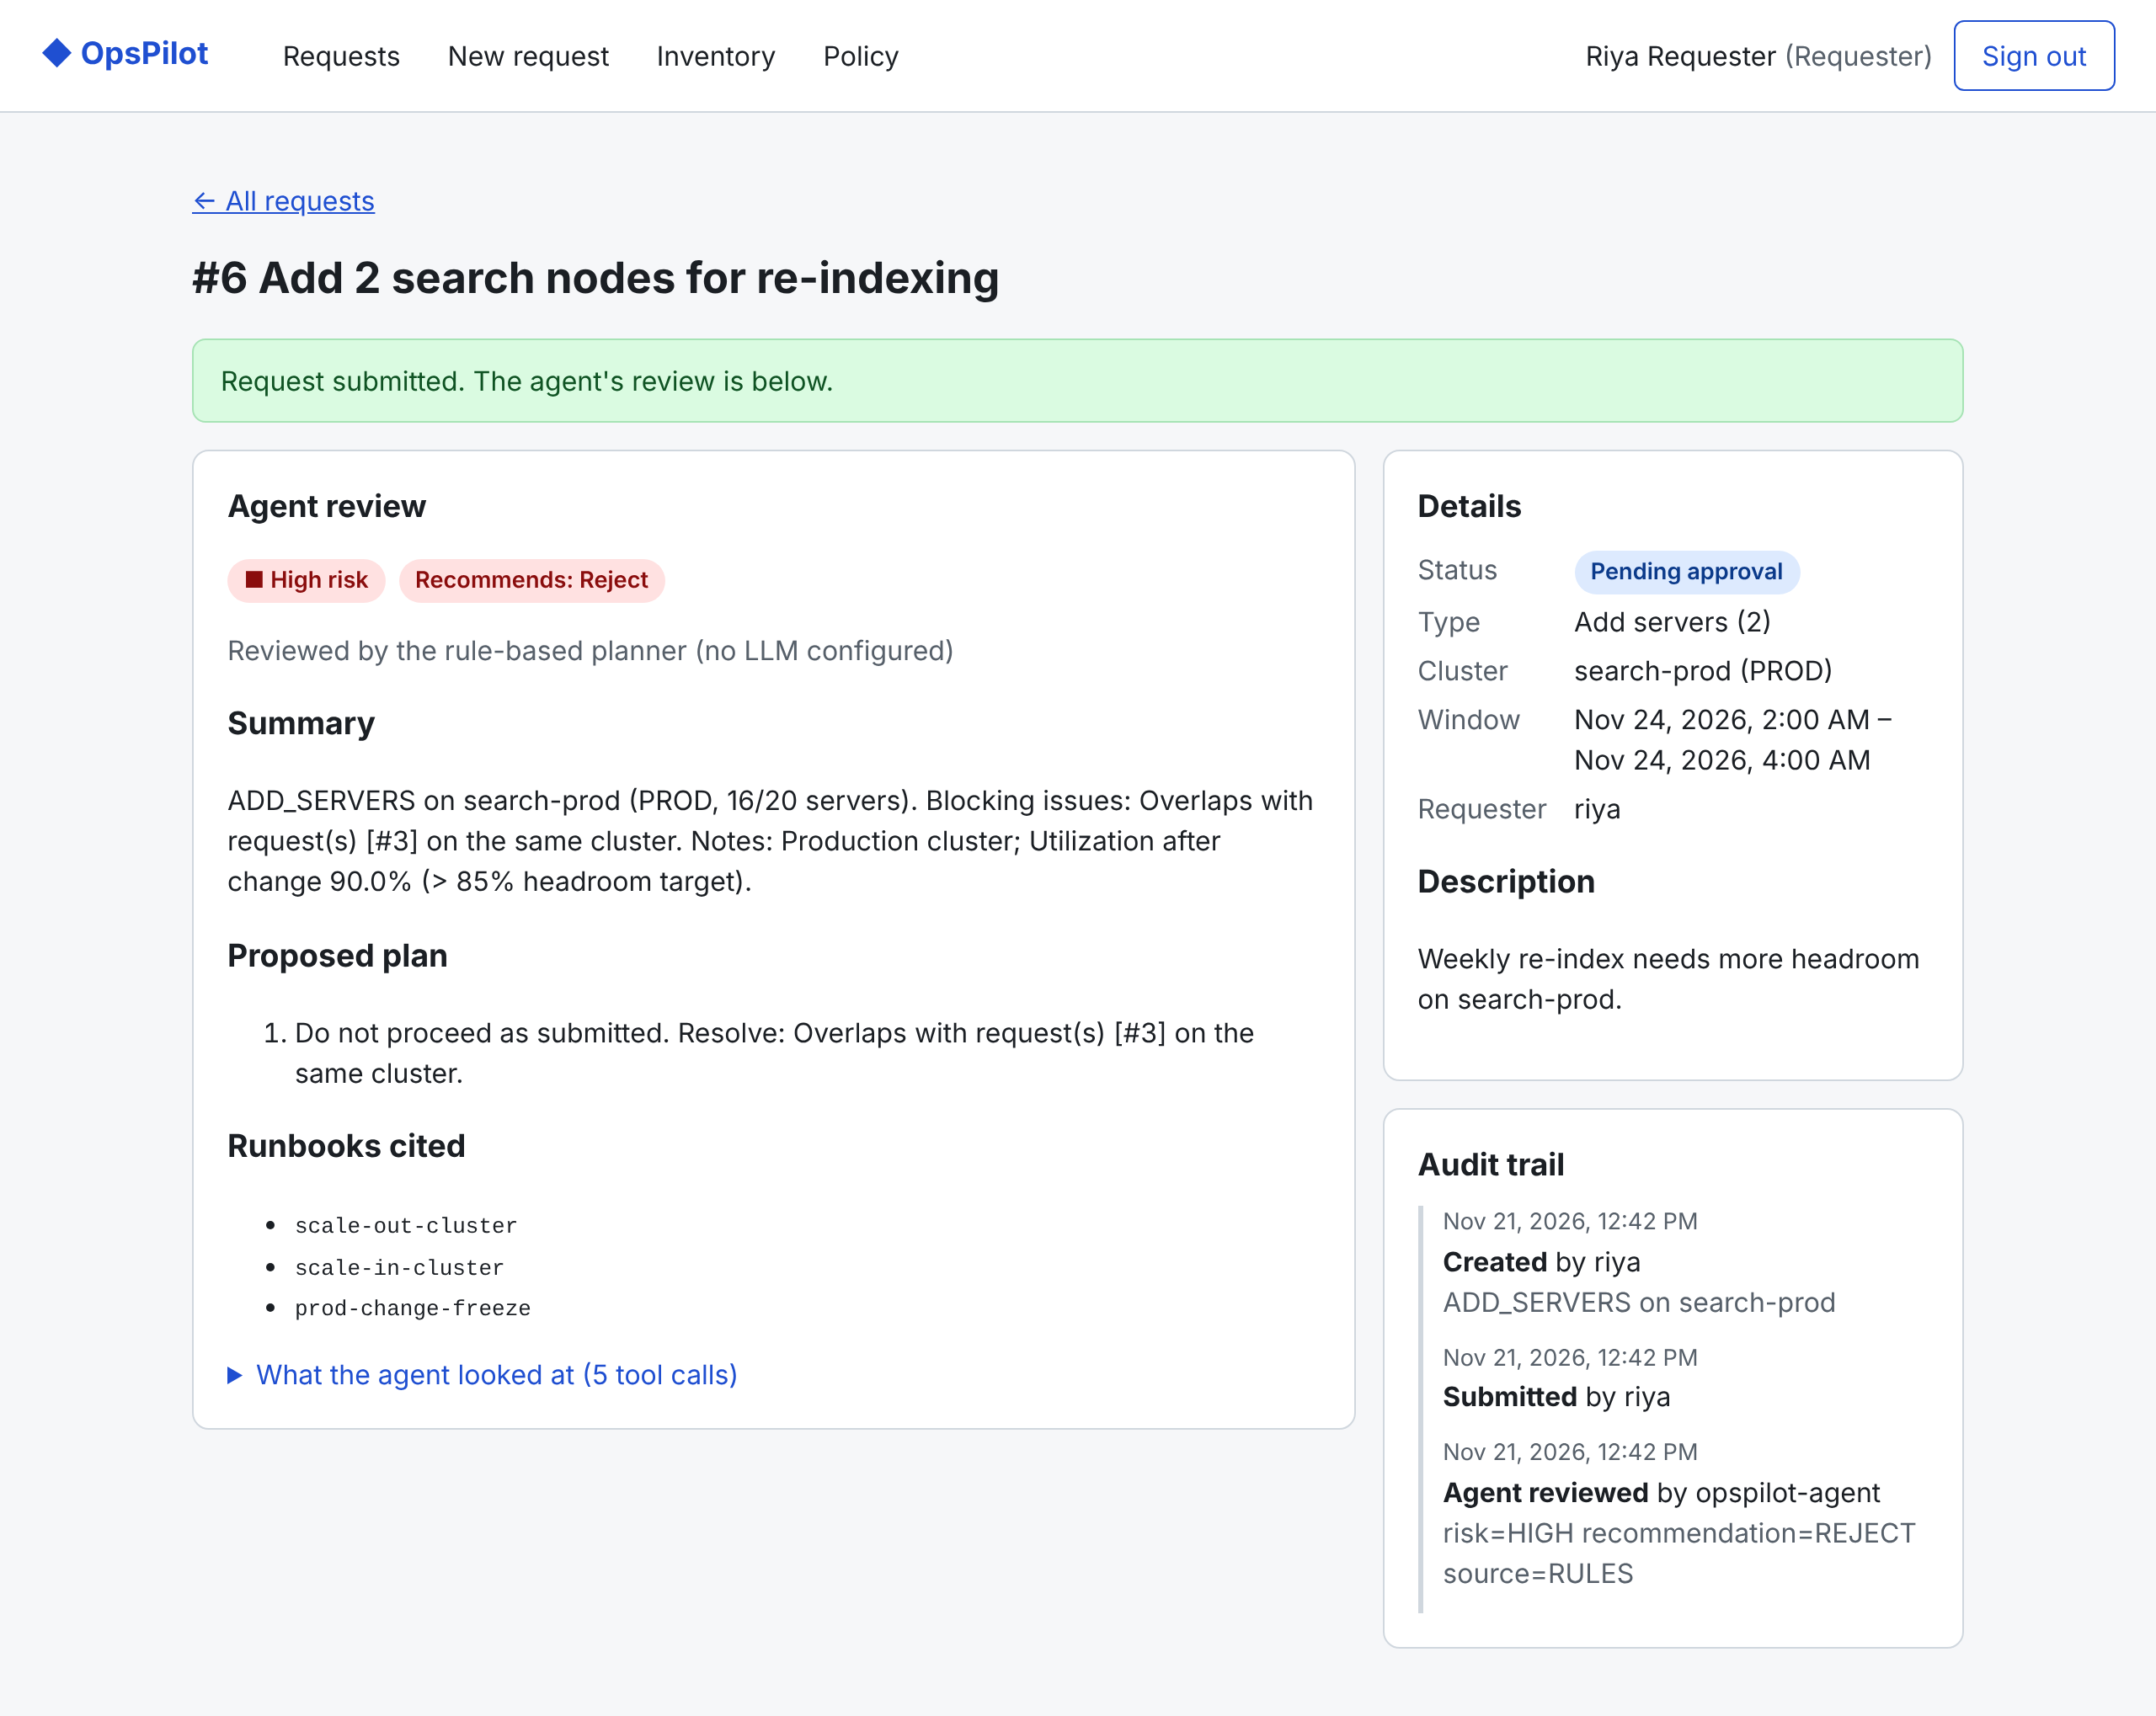 OpsPilot
Requests
New request
Inventory
Policy
Riya Requester (Requester)
Sign out
← All requests
#6 Add 2 search nodes for re-indexing
Request submitted. The agent's review is below.
Agent review
High risk
Recommends: Reject
Reviewed by the rule-based planner (no LLM configured)
Summary
ADD_SERVERS on search-prod (PROD, 16/20 servers). Blocking issues: Overlaps with
request(s) [#3] on the same cluster. Notes: Production cluster; Utilization after
change 90.0% (> 85% headroom target).
Proposed plan
1. Do not proceed as submitted. Resolve: Overlaps with request(s) [#3] on the
same cluster.
Runbooks cited
• scale-out-cluster
• scale-in-cluster
• prod-change-freeze
▶ What the agent looked at (5 tool calls)
Details
Status Pending approval
Type Add servers (2)
Cluster search-prod (PROD)
Window Nov 24, 2026, 2:00 AM –
Nov 24, 2026, 4:00 AM
Requester riya
Description
Weekly re-index needs more headroom
on search-prod.
Audit trail
Nov 21, 2026, 12:42 PM
Created by riya
ADD_SERVERS on search-prod
Nov 21, 2026, 12:42 PM
Submitted by riya
Nov 21, 2026, 12:42 PM
Agent reviewed by opspilot-agent
risk=HIGH recommendation=REJECT
source=RULES